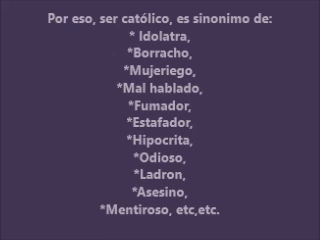 Por eso, ser católico, es sinonimo de:
* Idolatra,
*Borracho,
*Mujeriego,
*Mal hablado,
*Fumador,
*Estafador,
*Hipocrita,
*Odioso,
*Ladron,
*Asesino,
*Mentiroso, etc,etc.